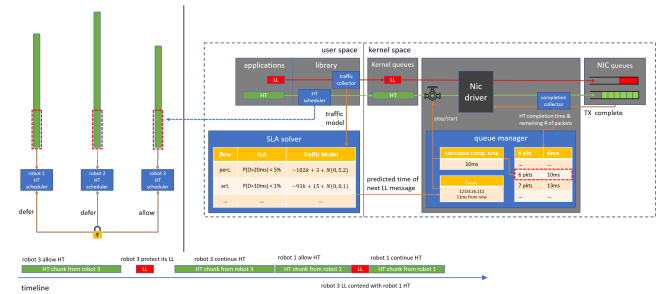 user space
kernel space
applications
library
Kernel queues
NIC queues
traffic
collector
LL
LL
HT
HT
HT
scheduler
Nic
driver
completion
collector
traffic
model
stop/start
HT completion time &
remaining # of packets
TX complete
SLA solver
flow SLA Traffic Model
perc. P(D>20ms) < 5%
act. P(D>10ms) < 1%
... ... ...
predicted time of
next LL message
queue manager
estimated comp. time
10ms
11ms from now
# pkt time
... ...
6 pkts 10ms
7 pkts 13ms
... ...
robot 1
HT
scheduler
robot 2
HT
scheduler
robot 3
HT
scheduler
defer
defer
allow
robot 3 allow HT
robot 3 protect its LL
robot 3 continue HT
robot 1 allow HT
robot 1 continue HT
HT chunk from robot 3
LL
HT chunk from robot 3
HT chunk from robot 1
LL
HT chunk from robot 1
timeline
robot 3 LL contend with robot 1 HT